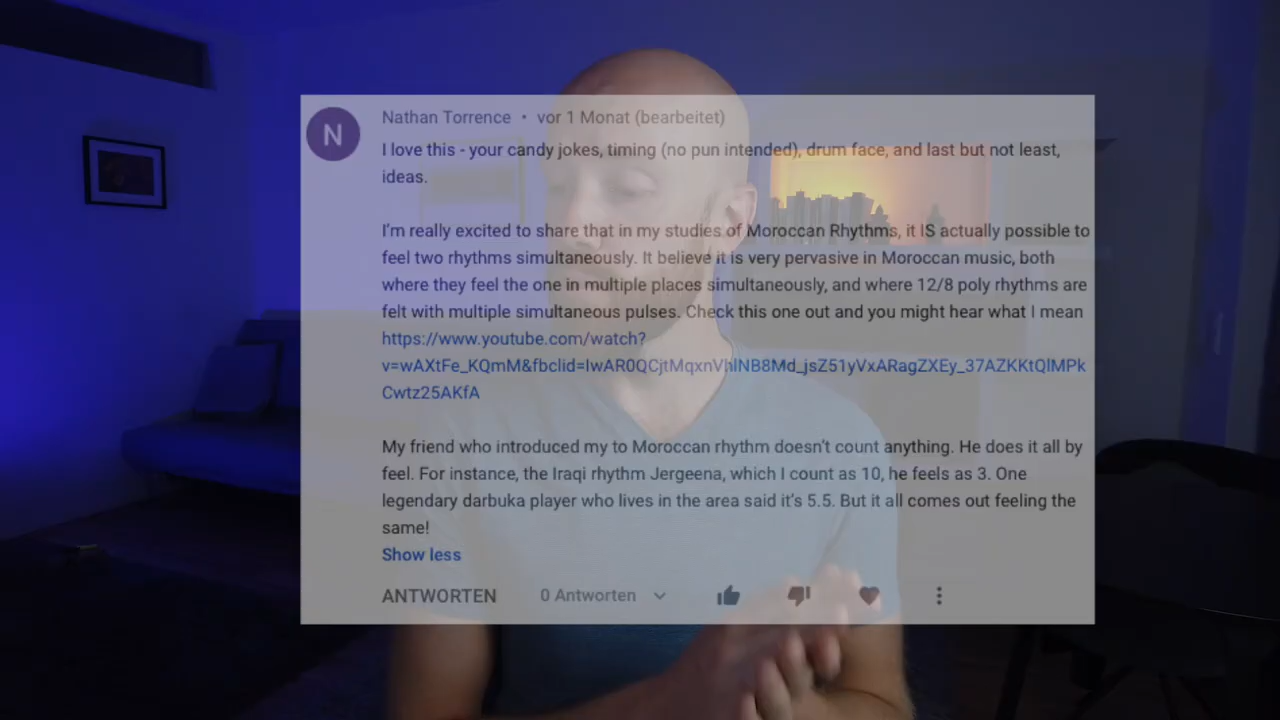 N
Nathan Torrence • vor 1 Monat (bearbeitet)
I love this - your candy jokes, timing (no pun intended), drum face, and last but not least,
ideas.
I'm really excited to share that in my studies of Moroccan Rhythms, it IS actually possible to
feel two rhythms simultaneously. It believe it is very pervasive in Moroccan music, both
where they feel the one in multiple places simultaneously, and where 12/8 poly rhythms are
felt with multiple simultaneous pulses. Check this one out and you might hear what I mean
https://www.youtube.com/watch?
v=wAXtFe_KQmM&fbclid=IwAR0QCjtMqxnVhlNB8Md_jsZ51yVxARagZXEy_37AZKKtQlMPk
Cwtz25AKfA
My friend who introduced my to Moroccan rhythm doesn't count anything. He does it all by
feel. For instance, the Iraqi rhythm Jergeena, which I count as 10, he feels as 3. One
legendary darbuka player who lives in the area said it's 5.5. But it all comes out feeling the
same!
Show less
ANTWORTEN 0 Antworten